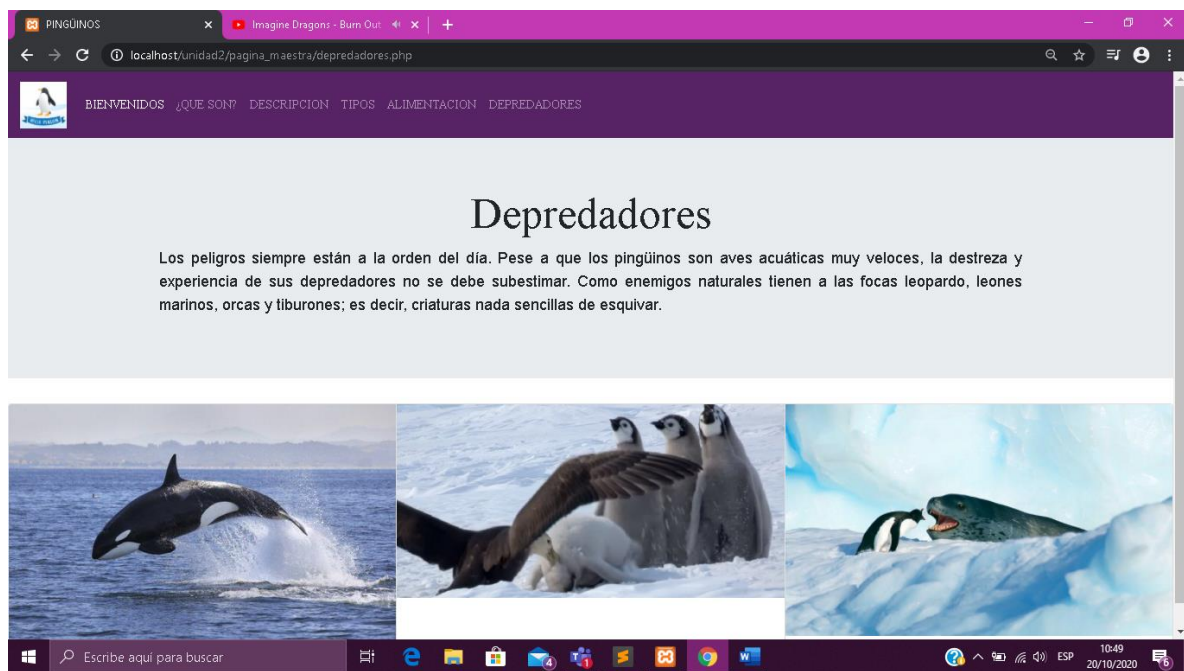 PINGÜINOS
Imagine Dragons - Burn Out
localhost/unidad2/pagina_maestra/depredadores.php
BIENVENIDOS ¿QUE SON? DESCRIPCION TIPOS ALIMENTACION DEPREDADORES
Depredadores
Los peligros siempre están a la orden del día. Pese a que los pingüinos son aves acuáticas muy veloces, la destreza y
experiencia de sus depredadores no se debe subestimar. Como enemigos naturales tienen a las focas leopardo, leones
marinos, orcas y tiburones; es decir, criaturas nada sencillas de esquivar.
Escribe aquí para buscar
4
1
ESP
10:49
20/10/2020
6